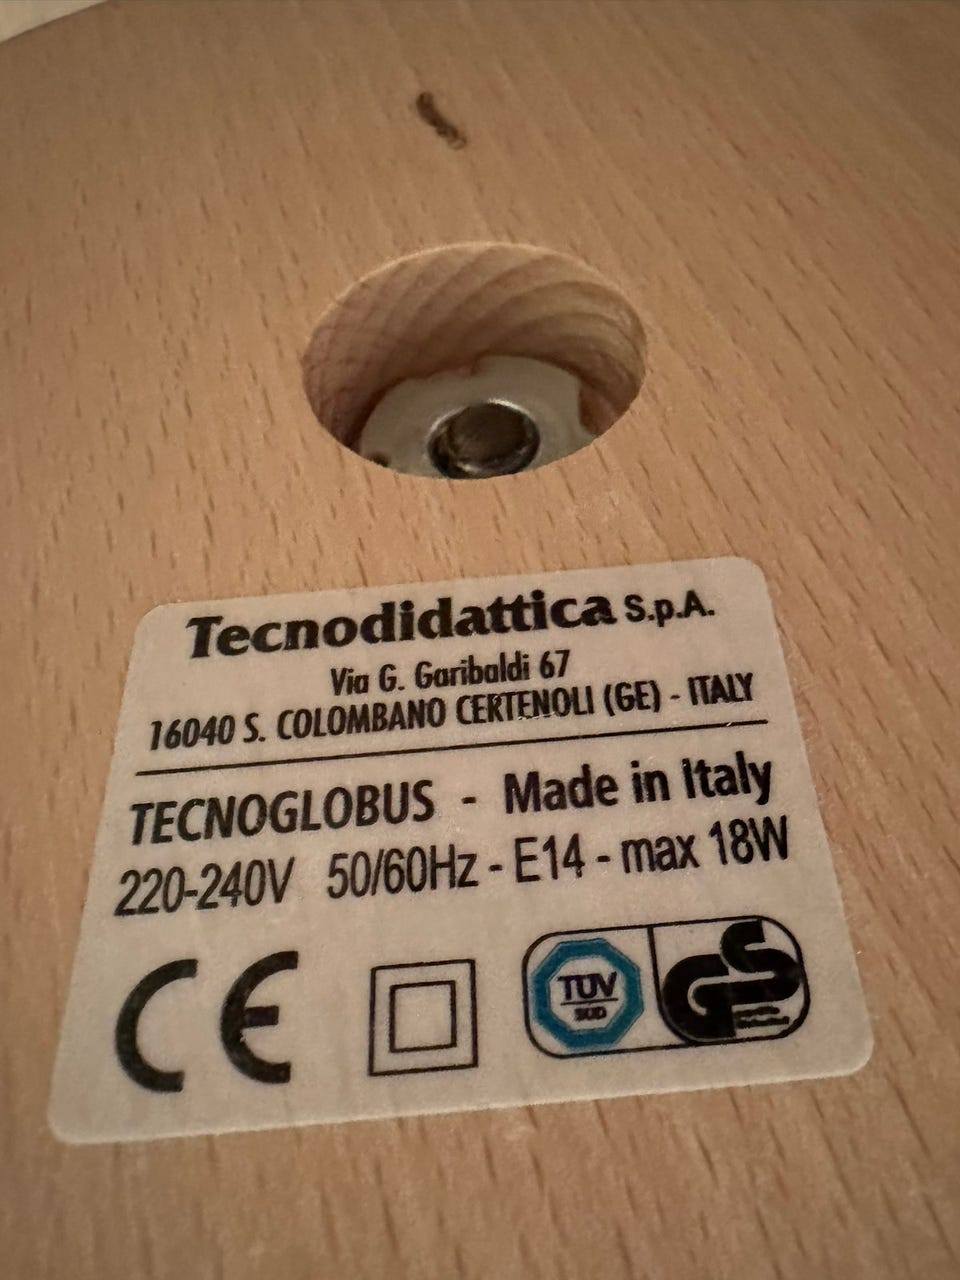 Tecnodidattica S.p.A.
Via G. Garibaldi 67
16040 S. COLOMBANO CERTENOLI (GE) - ITALY
TECNOGLOBUS - Made in Italy
220-240V 50/60Hz - E14 - max 18W
CE
TÜV
SÜD
GS